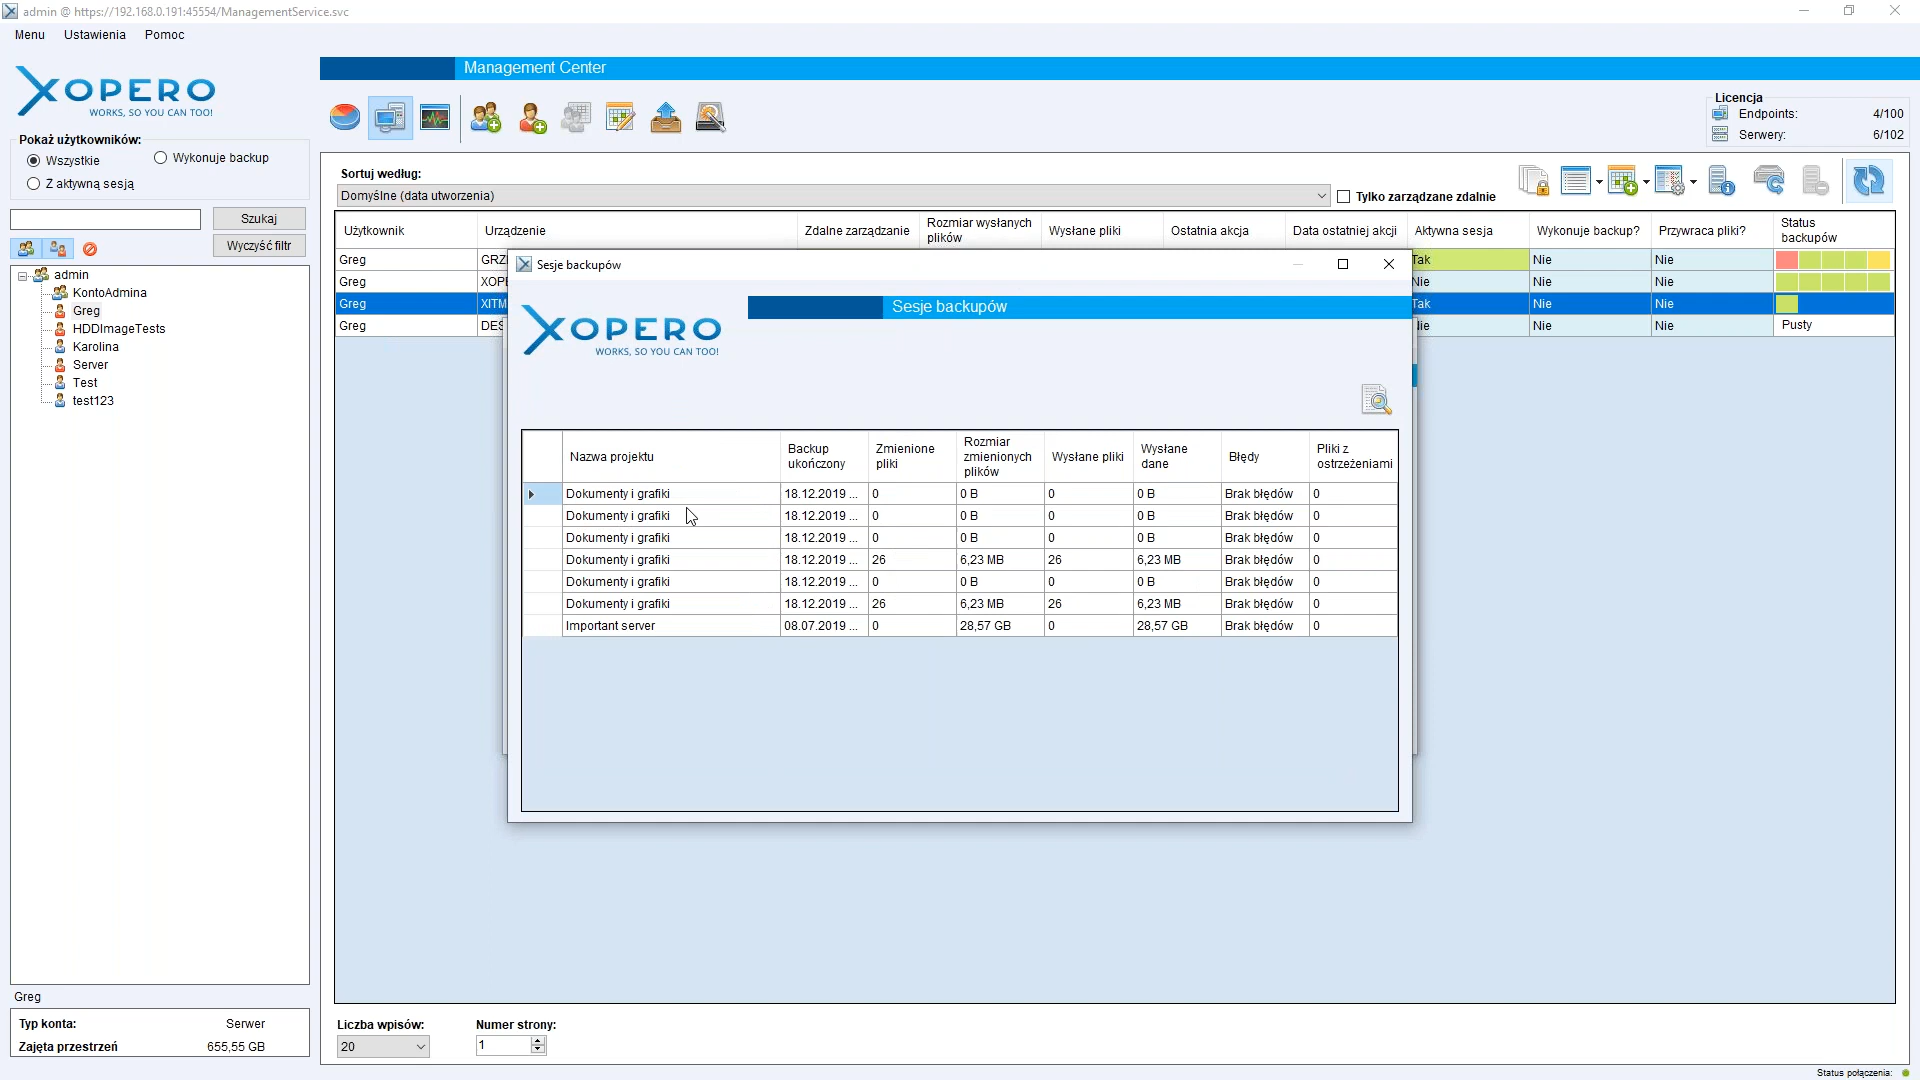 admin @ https://192.168.0.191:45554/ManagementService.svc
Menu Ustawienia Pomoc
XOPERO
WORKS, SO YOU CAN TOO!
Management Center
Licencja
Endpoints: 4/100
Serwery: 6/102
Pokaż użytkowników:
Wszystkie Wykonuje backup
Z aktywną sesją
Szukaj
Wyczyść filtr
admin
KontoAdmina
Greg
HDDImageTests
Karolina
Server
Test
test123
Greg
Typ konta: Serwer
Zajęta przestrzeń 655,55 GB
Sortuj według:
Domyślne (data utworzenia)
Tylko zarządzane zdalnie
Użytkownik Urządzenie Zdalne zarządzanie Rozmiar wysłanych plików Wysłane pliki Ostatnia akcja Data ostatniej akcji Aktywna sesja Wykonuje backup? Przywraca pliki? Status backupów
Greg GRZ Tak Nie Nie
Greg XOPE Nie Nie Nie
Greg XITM Tak Nie Nie
Greg DES Nie Nie Nie Pusty
Sesje backupów
XOPERO
WORKS, SO YOU CAN TOO!
Sesje backupów
Nazwa projektu Backup ukończony Zmienione pliki Rozmiar zmienionych plików Wysłane pliki Wysłane dane Błędy Pliki z ostrzeżeniami
Dokumenty i grafiki 18.12.2019 ... 0 0 B 0 0 B Brak błędów 0
Dokumenty i grafiki 18.12.2019 ... 0 0 B 0 0 B Brak błędów 0
Dokumenty i grafiki 18.12.2019 ... 0 0 B 0 0 B Brak błędów 0
Dokumenty i grafiki 18.12.2019 ... 26 6,23 MB 26 6,23 MB Brak błędów 0
Dokumenty i grafiki 18.12.2019 ... 0 0 B 0 0 B Brak błędów 0
Dokumenty i grafiki 18.12.2019 ... 26 6,23 MB 26 6,23 MB Brak błędów 0
Important server 08.07.2019 ... 0 28,57 GB 0 28,57 GB Brak błędów 0
Liczba wpisów: Numer strony:
20 1
Status połączenia: